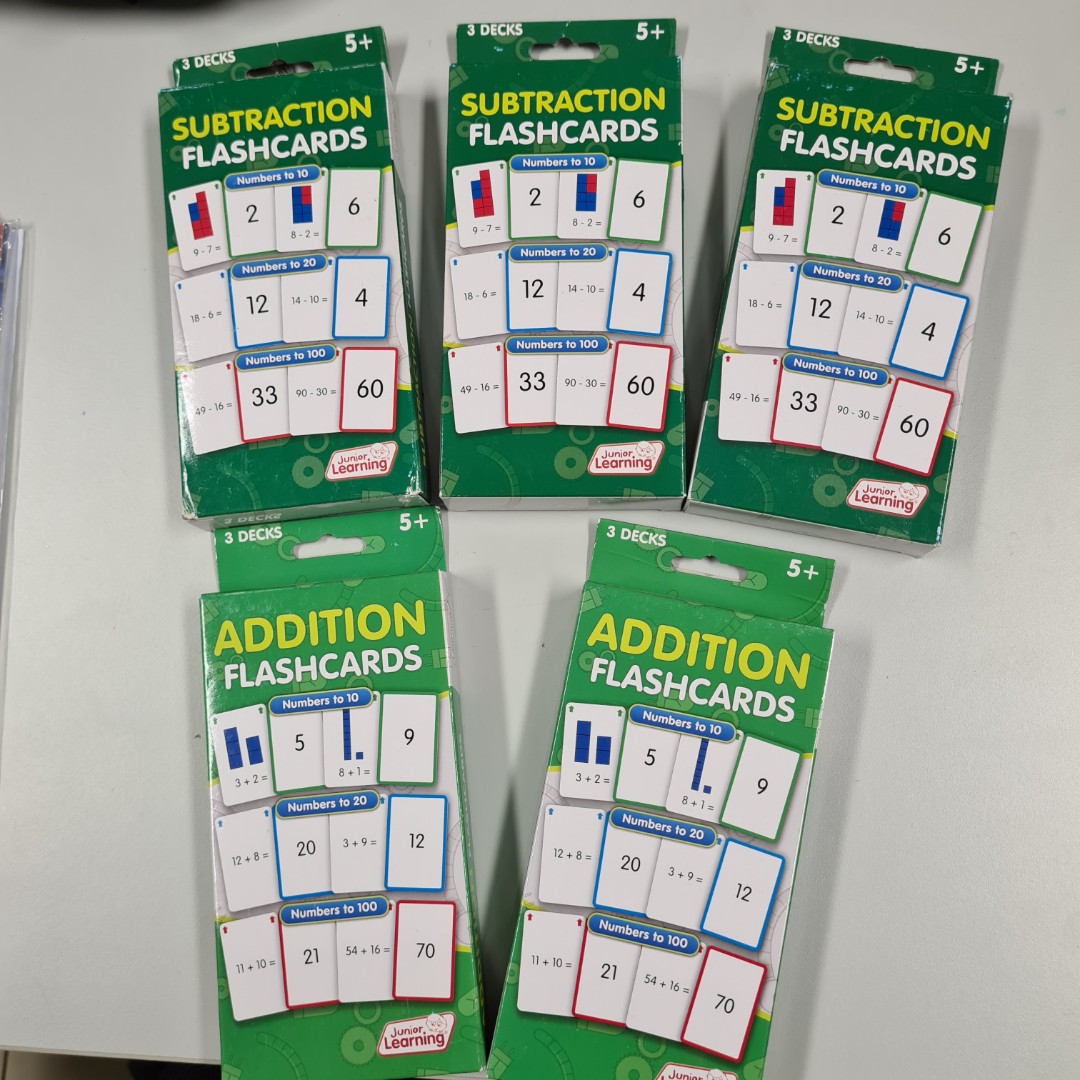 3 DECKS 5+
SUBTRACTION
FLASHCARDS
Numbers to 10
9 - 7 = 2 8 - 2 = 6
Numbers to 20
18 - 6 = 12 14 - 10 = 4
Numbers to 100
49 - 16 = 33 90 - 30 = 60
Junior
Learning
3 DECKS 5+
SUBTRACTION
FLASHCARDS
Numbers to 10
9 - 7 = 2 8 - 2 = 6
Numbers to 20
18 - 6 = 12 14 - 10 = 4
Numbers to 100
49 - 16 = 33 90 - 30 = 60
Junior
Learning
3 DECKS 5+
SUBTRACTION
FLASHCARDS
Numbers to 10
9 - 7 = 2 8 - 2 = 6
Numbers to 20
18 - 6 = 12 14 - 10 = 4
Numbers to 100
49 - 16 = 33 90 - 30 = 60
Junior
Learning
3 DECKS
3 DECKS 5+
ADDITION
FLASHCARDS
Numbers to 10
3 + 2 = 5 8 + 1 = 9
Numbers to 20
12 + 8 = 20 3 + 9 = 12
Numbers to 100
11 + 10 = 21 54 + 16 = 70
Junior
Learning
3 DECKS 5+
ADDITION
FLASHCARDS
Numbers to 10
3 + 2 = 5 8 + 1 = 9
Numbers to 20
12 + 8 = 20 3 + 9 = 12
Numbers to 100
11 + 10 = 21 54 + 16 = 70
Junior